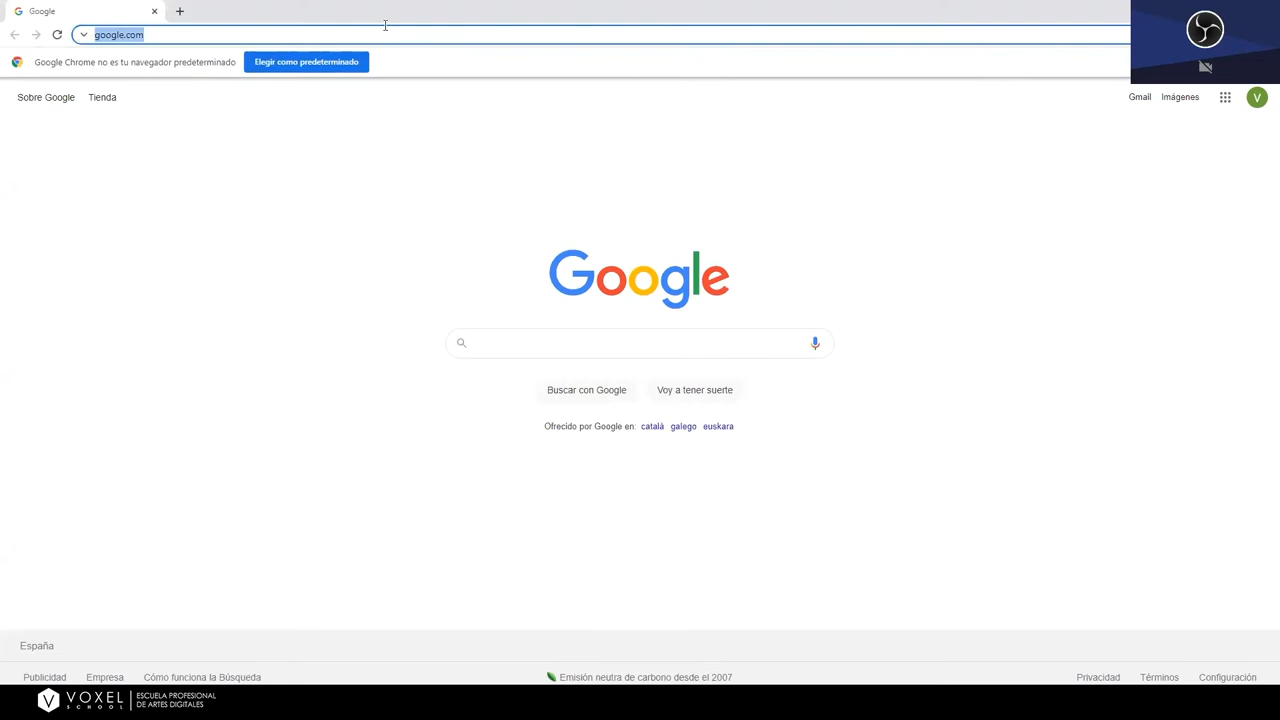 Google
google.com
Google Chrome no es tu navegador predeterminado
Elegir como predeterminado
Sobre Google
Tienda
Gmail
Imágenes
V
Google
Buscar con Google
Voy a tener suerte
Ofrecido por Google en: català galego euskara
España
Publicidad
Empresa
Cómo funciona la Búsqueda
Emisión neutra de carbono desde el 2007
Privacidad
Términos
Configuración
VOXEL
SCHOOL
ESCUELA PROFESIONAL
DE ARTES DIGITALES